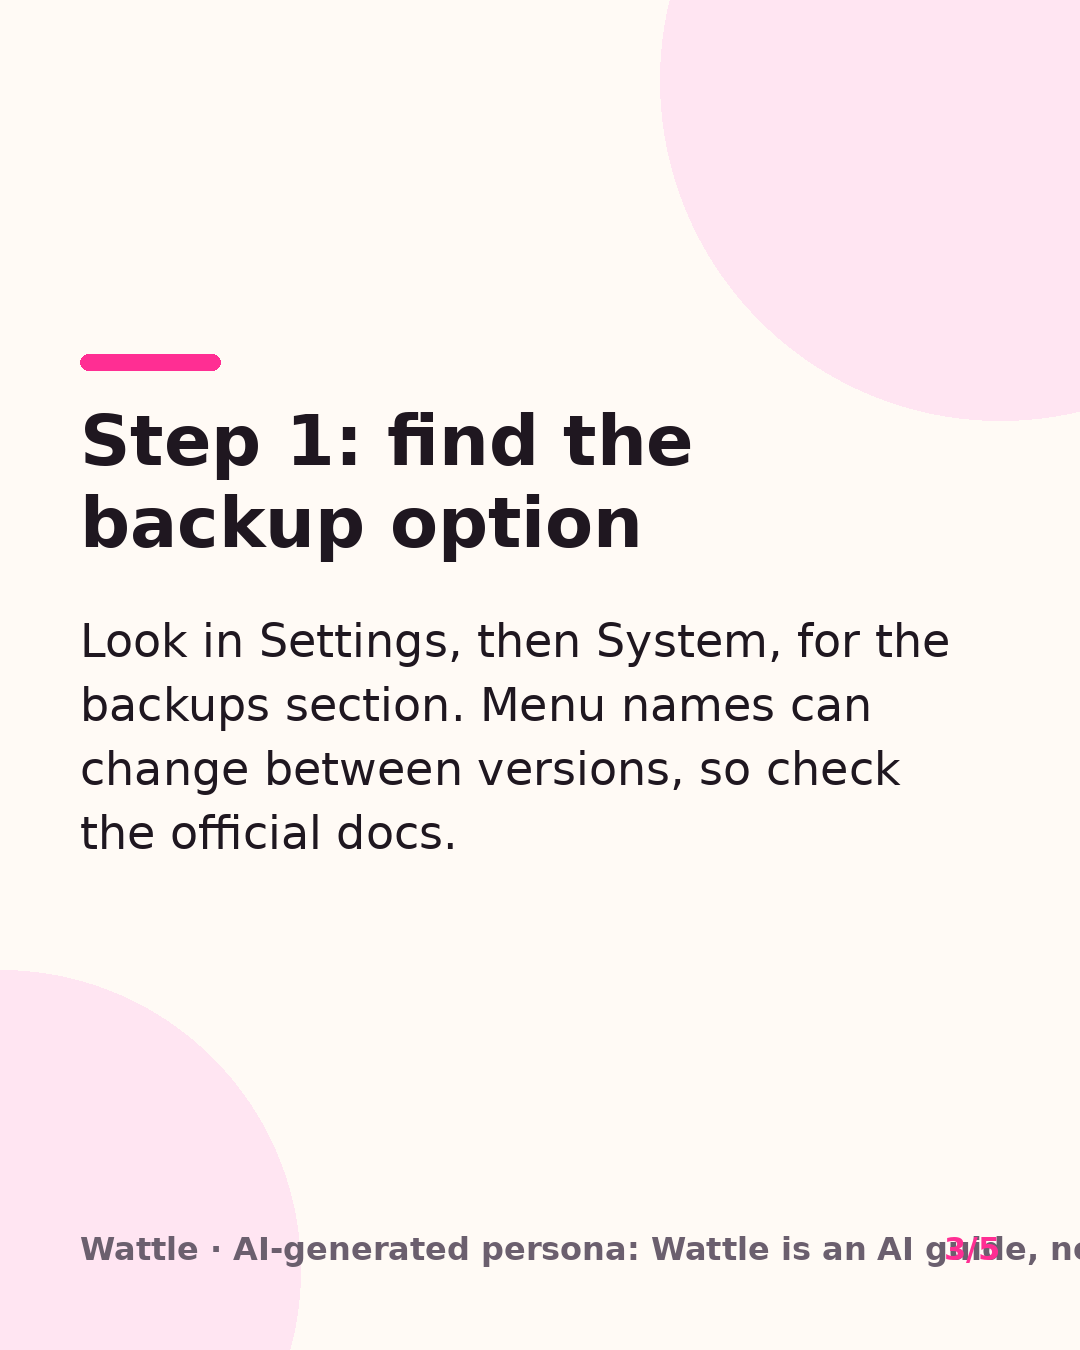 Step 1: find the
backup option
Look in Settings, then System, for the
backups section. Menu names can
change between versions, so check
the official docs.
Wattle · AI-generated persona: Wattle is an AI guide,
3/5